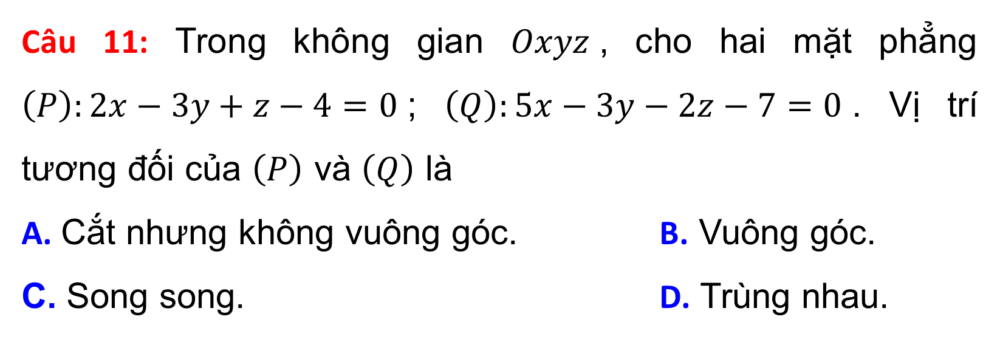 Câu 11: Trong không gian Oxyz , cho hai mặt phẳng
(P): 2x − 3y + z − 4 = 0 ; (Q): 5x − 3y − 2z − 7 = 0 . Vị trí
tương đối của (P) và (Q) là
A. Cắt nhưng không vuông góc. B. Vuông góc.
C. Song song. D. Trùng nhau.